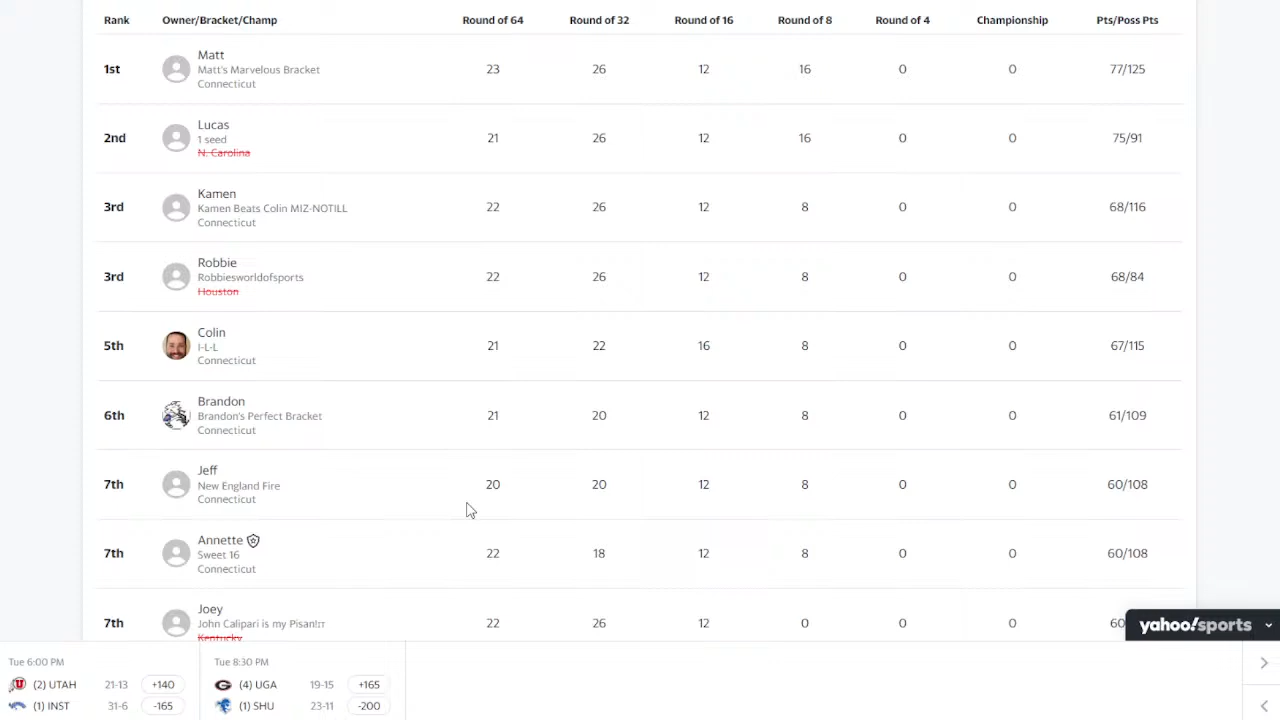 Rank Owner/Bracket/Champ Round of 64 Round of 32 Round of 16 Round of 8 Round of 4 Championship Pts/Poss Pts
Matt
1st Matt's Marvelous Bracket 23 26 12 16 0 0 77/125
Connecticut
Lucas
2nd 1 seed 21 26 12 16 0 0 75/91
N. Carolina
Kamen
3rd Kamen Beats Colin MIZ-NOTILL 22 26 12 8 0 0 68/116
Connecticut
Robbie
3rd Robbiesworldofsports 22 26 12 8 0 0 68/84
Houston
Colin
5th I-L-L 21 22 16 8 0 0 67/115
Connecticut
Brandon
6th Brandon's Perfect Bracket 21 20 12 8 0 0 61/109
Connecticut
Jeff
7th New England Fire 20 20 12 8 0 0 60/108
Connecticut
Annette
7th Sweet 16 22 18 12 8 0 0 60/108
Connecticut
Joey
7th John Calipari is my Pisan!rr 22 26 12 0 0 0 60
Kentucky
yahoo!sports
Tue 6:00 PM Tue 8:30 PM
(2) UTAH 21-13 +140 (4) UGA 19-15 +165
(1) INST 31-6 -165 (1) SHU 23-11 -200